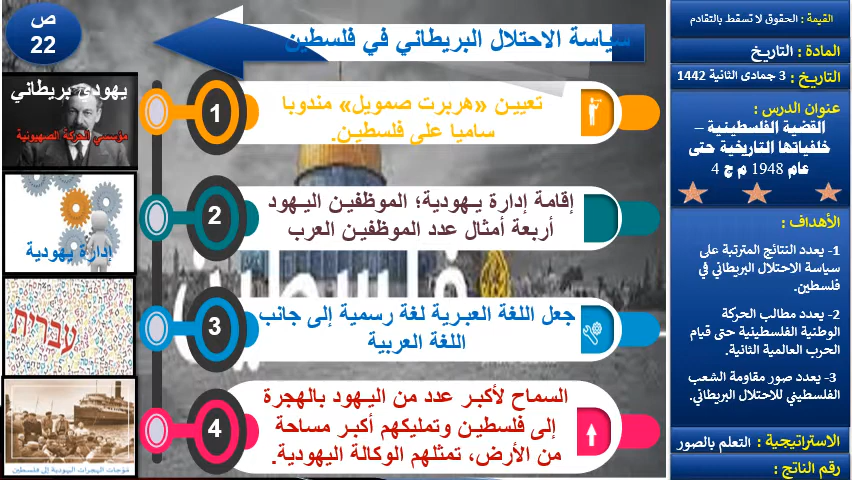 القيمة : الحقوق لا تسقط بالتقادم
المادة : التاريخ
التاريخ : 3 جمادى الثانية 1442
عنوان الدرس :
القضية الفلسطينية –
خلفياتها التاريخية حتى
عام 1948 م ج 4
الأهداف :
1- يعدد النتائج المترتبة على
سياسة الاحتلال البريطاني في
فلسطين.
2- يعدد مطالب الحركة
الوطنية الفلسطينية حتى قيام
الحرب العالمية الثانية.
3- يعدد صور مقاومة الشعب
الفلسطيني للاحتلال البريطاني.
الاستراتيجية : التعلم بالصور
رقم الناتج :
سياسة الاحتلال البريطاني في فلسطين
ص
22
1
تعيين «هربرت صمويل» مندوبا
ساميا على فلسطين.
يهودي بريطاني
مؤسسي الحركة الصهيونية
2
إقامة إدارة يهودية؛ الموظفين اليهود
أربعة أمثال عدد الموظفين العرب
إدارة يهودية
3
جعل اللغة العبرية لغة رسمية إلى جانب
اللغة العربية
עברית
4
السماح لأكبر عدد من اليهود بالهجرة
إلى فلسطين وتمليكهم أكبر مساحة
من الأرض، تمثلهم الوكالة اليهودية.
موجات الهجرات اليهودية إلى فلسطين
فلسطين